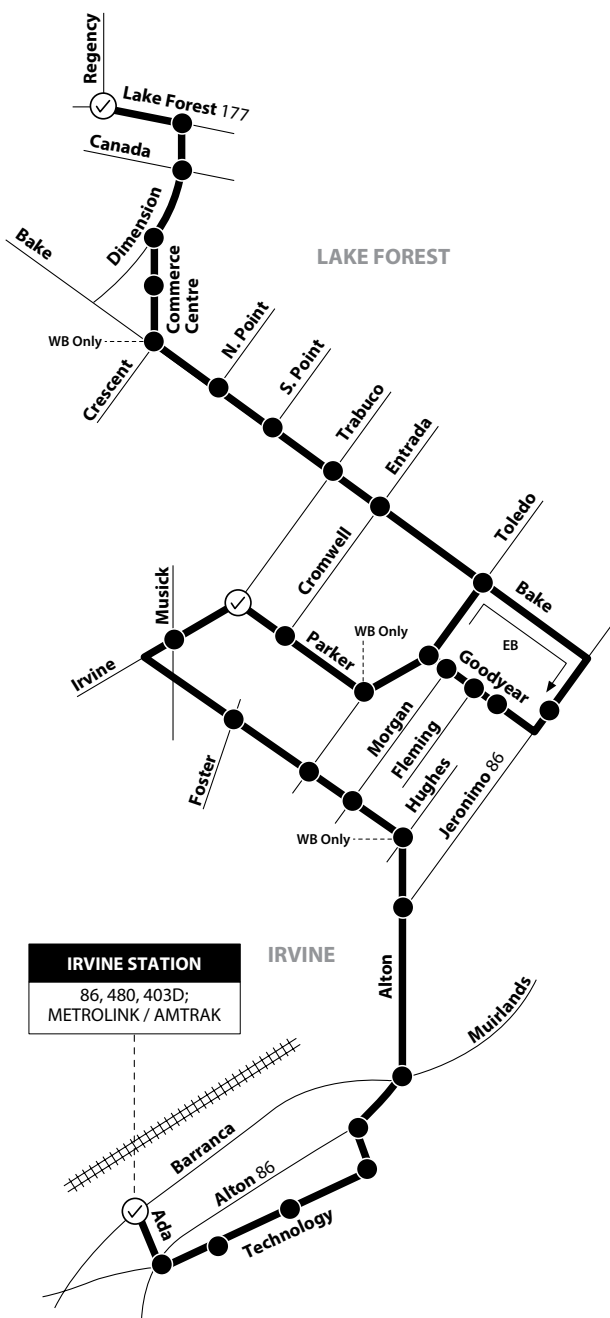 Regency
Lake Forest 177
Canada
Dimension
Bake
LAKE FOREST
Commerce
Centre
WB Only
Crescent
N. Point
S. Point
Trabuco
Entrada
Toledo
Cromwell
Bake
Musick
WB Only
Parker
EB
Goodyear
Irvine
Morgan
Fleming
Foster
Hughes
Jeronimo 86
WB Only
IRVINE STATION
86, 480, 403D;
METROLINK / AMTRAK
IRVINE
Alton
Muirlands
Barranca
Alton 86
Ada
Technology